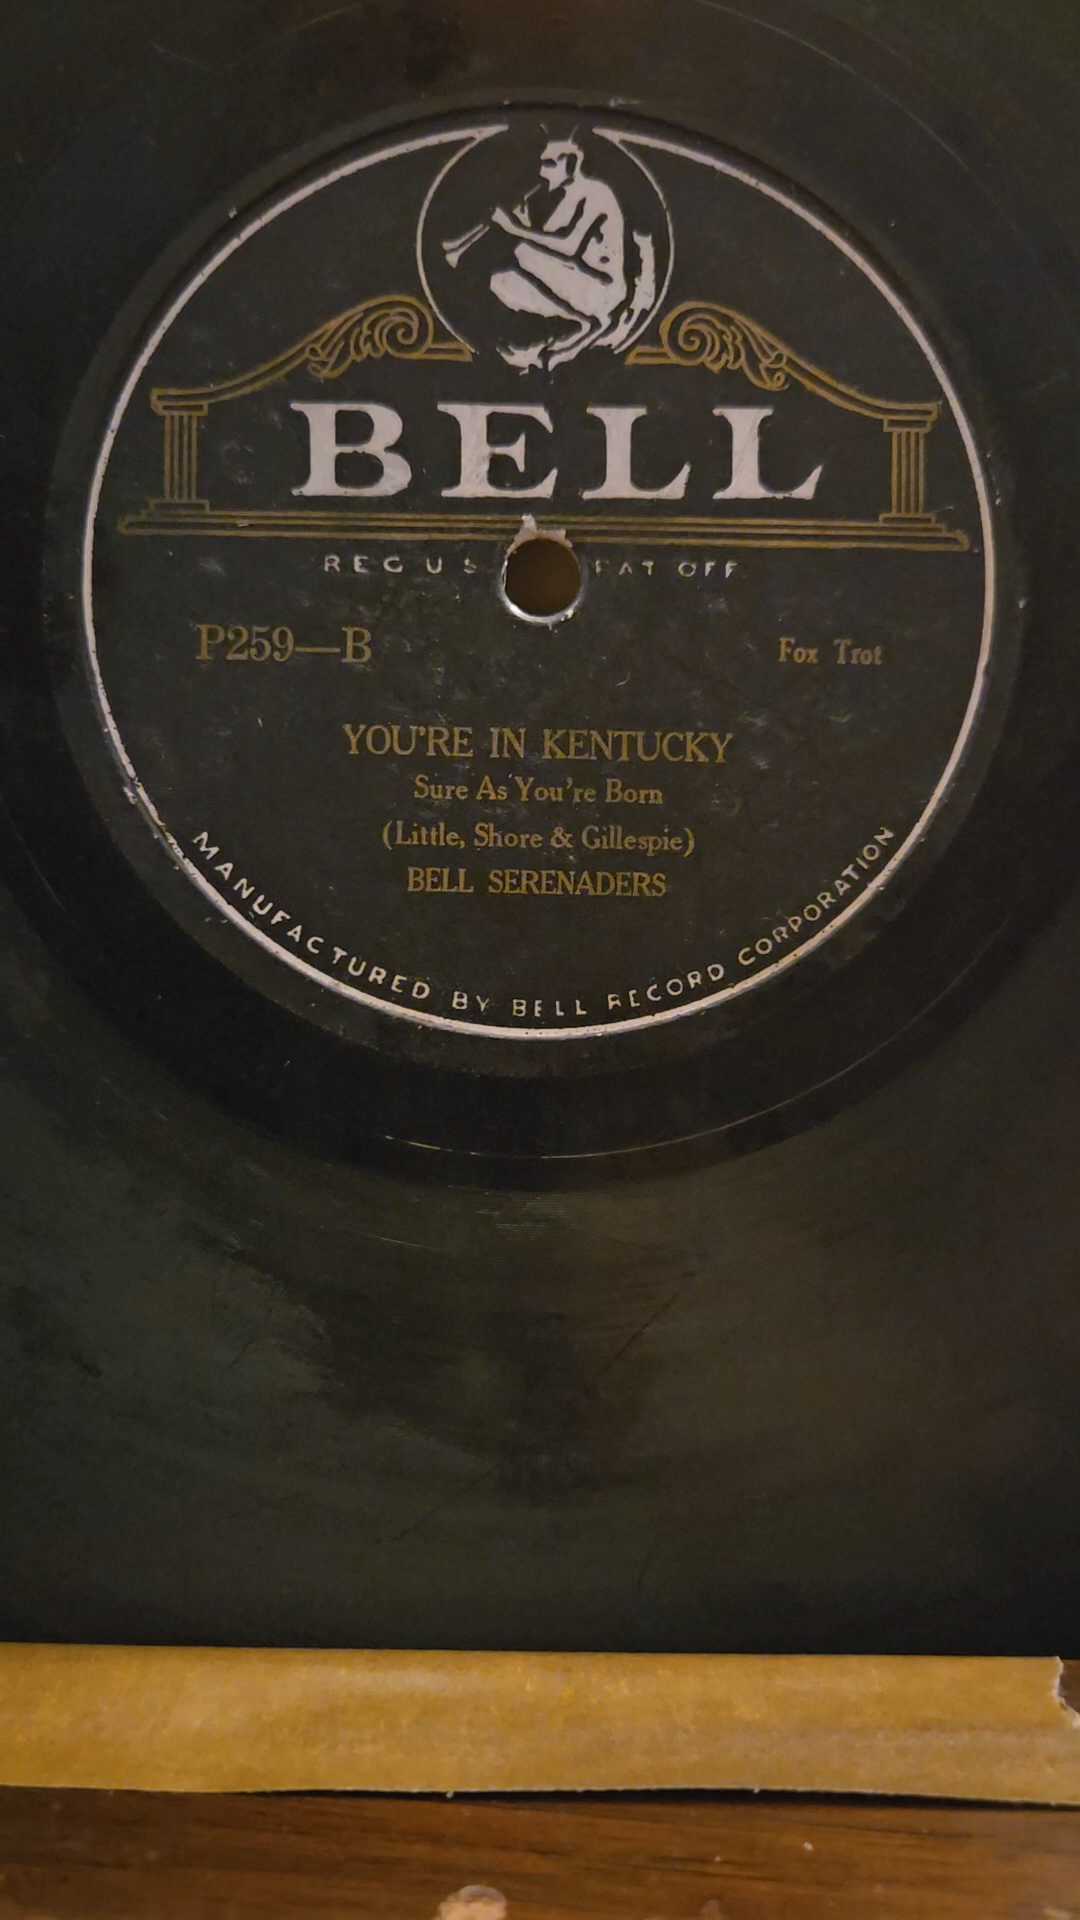 BELL
REG US PAT OFF
P259—B Fox Trot
YOU'RE IN KENTUCKY
Sure As You're Born
(Little, Shore & Gillespie)
BELL SERENADERS
MANUFACTURED BY BELL RECORD CORPORATION